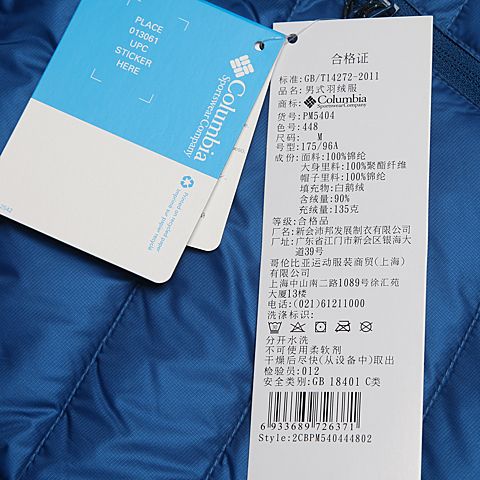 PLACE
013061
UPC
STICKER
HERE
Columbia
Sportswear Company
Printed on recycled paper
合格证
标准:GB/T14272-2011
品名:男式羽绒服
商标: Columbia
Sportswear Company
货号:PM5404
色号:448
尺码: M
型号:175/96A
成份:面料:100%锦纶
大身里料:100%聚酯纤维
帽子里料:100%锦纶
填充物:白鹅绒
含绒量:90%
充绒量:135克
等级:合格品
厂名:新会沛邦发展制衣有限公司
厂址:广东省江门市新会区银海大
道39号
哥伦比亚运动服装商贸(上海)
有限公司
上海中山南二路1089号徐汇苑
大厦13楼
电话:(021)61211000
洗涤标识:
分开水洗
不可使用柔软剂
干燥后尽快(从设备中)取出
检验员:012
安全类别:GB 18401 C类
6 933689 726371
Style:2CBPM540444802